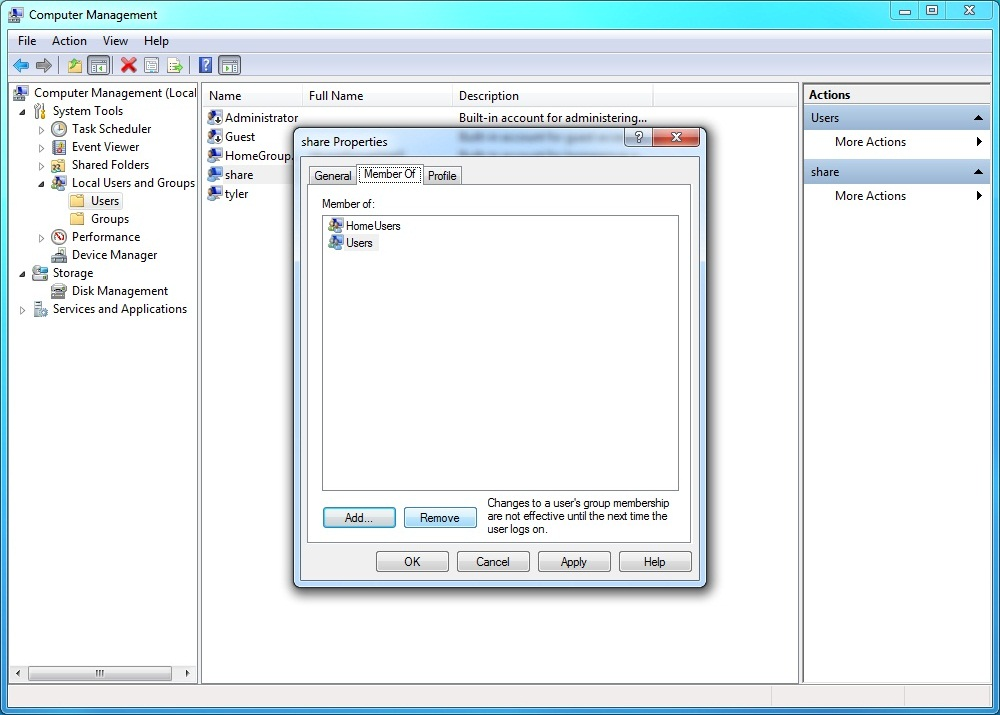 Computer Management
File Action View Help
Computer Management (Local
System Tools
Task Scheduler
Event Viewer
Shared Folders
Local Users and Groups
Users
Groups
Performance
Device Manager
Storage
Disk Management
Services and Applications
Name Full Name Description
Administrator Built-in account for administering...
Guest
HomeGroup
share
tyler
share Properties
General Member Of Profile
Member of:
HomeUsers
Users
Add... Remove
Changes to a user's group membership
are not effective until the next time the
user logs on.
OK Cancel Apply Help
Actions
Users
More Actions
share
More Actions